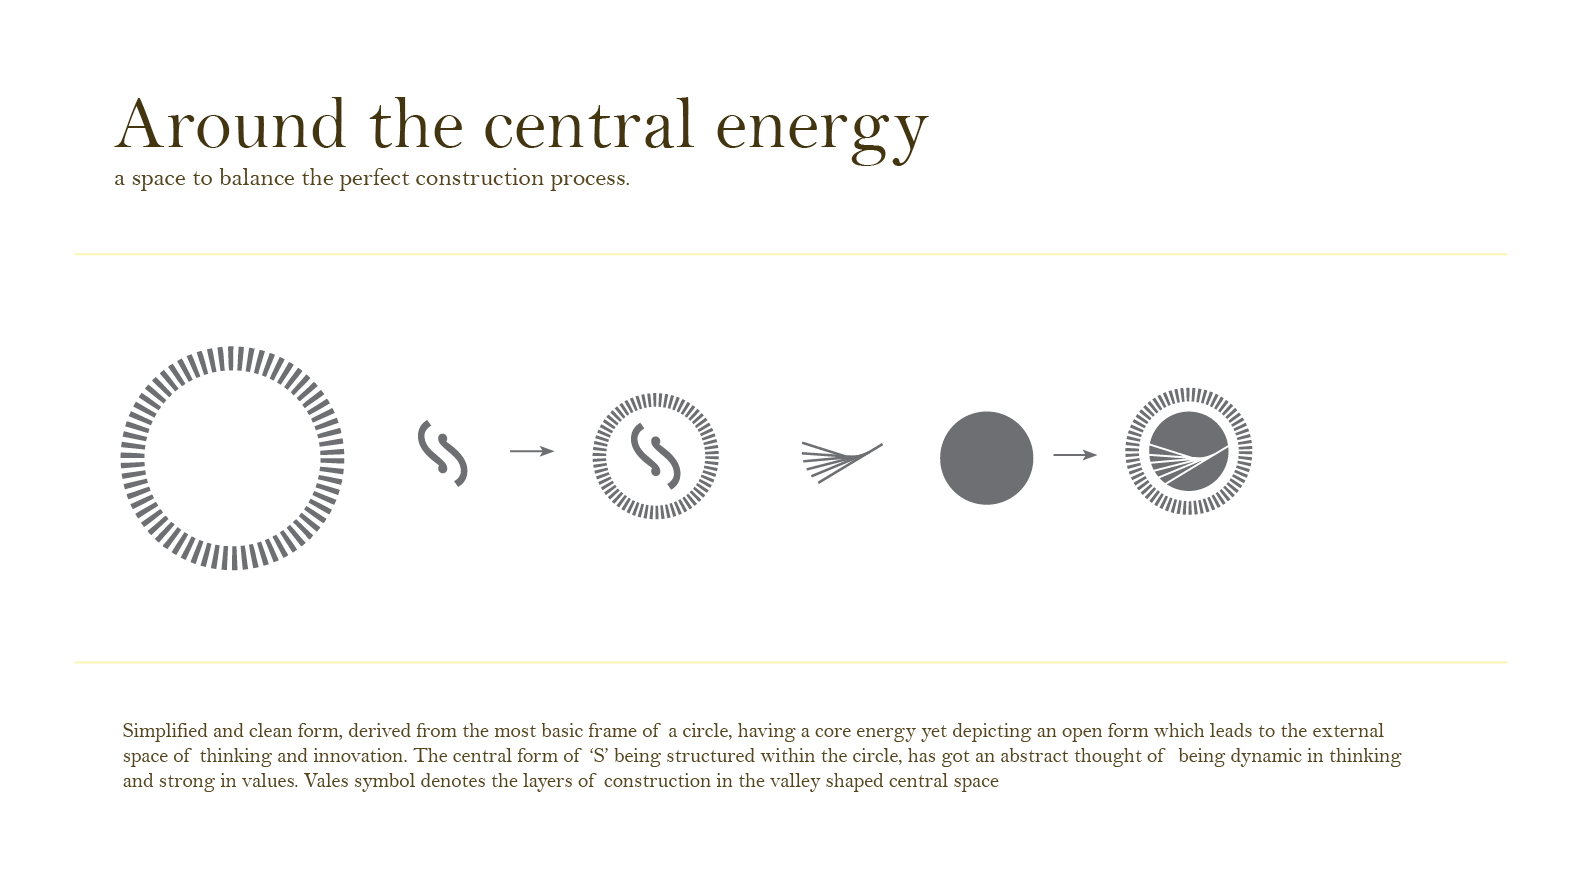 Around the central energy
a space to balance the perfect construction process.
Simplified and clean form, derived from the most basic frame of a circle, having a core energy yet depicting an open form which leads to the external
space of thinking and innovation. The central form of ‘S’ being structured within the circle, has got an abstract thought of being dynamic in thinking
and strong in values. Vales symbol denotes the layers of construction in the valley shaped central space